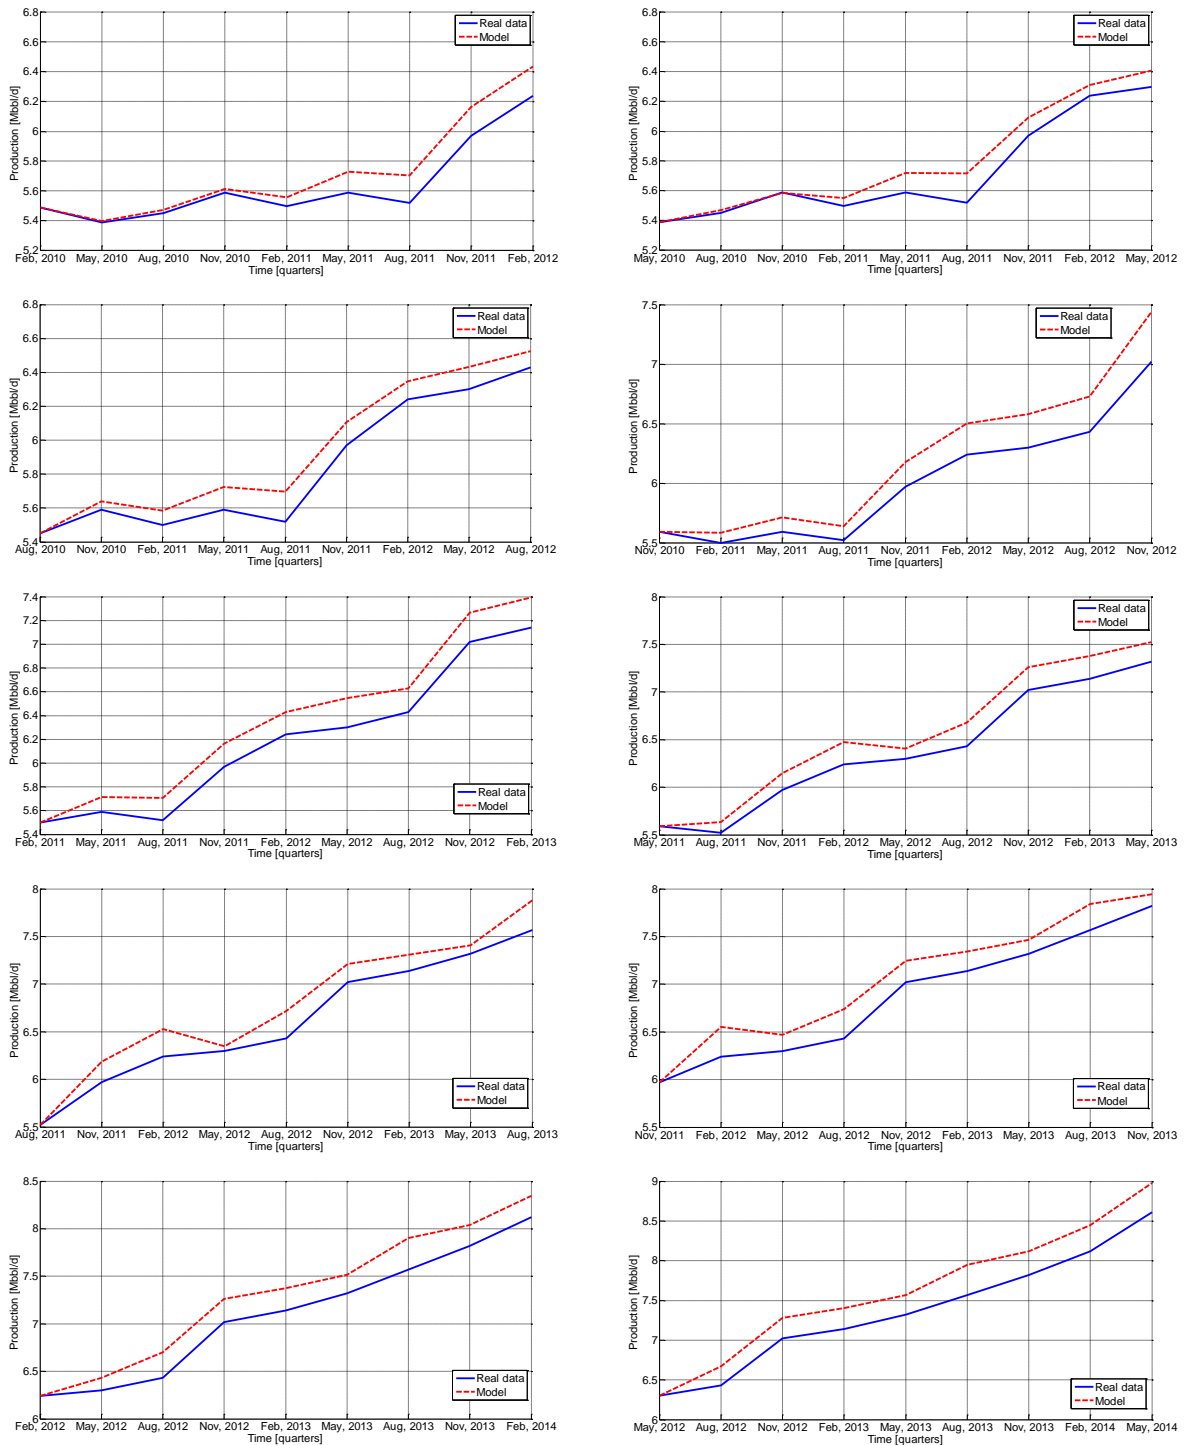 6.8
6.6
6.4
6.2
6
5.8
5.6
5.4
5.2
Production [Mbbl/d]
Real data
Model
Feb, 2010 May, 2010 Aug, 2010 Nov, 2010 Feb, 2011 May, 2011 Aug, 2011 Nov, 2011 Feb, 2012
Time [quarters]
6.8
6.6
6.4
6.2
6
5.8
5.6
5.4
5.2
Production [Mbbl/d]
Real data
Model
May, 2010 Aug, 2010 Nov, 2010 Feb, 2011 May, 2011 Aug, 2011 Nov, 2011 Feb, 2012 May, 2012
Time [quarters]
6.8
6.6
6.4
6.2
6
5.8
5.6
5.4
Production [Mbbl/d]
Real data
Model
Aug, 2010 Nov, 2010 Feb, 2011 May, 2011 Aug, 2011 Nov, 2011 Feb, 2012 May, 2012 Aug, 2012
Time [quarters]
7.5
7
6.5
6
5.5
Production [Mbbl/d]
Real data
Model
Nov, 2010 Feb, 2011 May, 2011 Aug, 2011 Nov, 2011 Feb, 2012 May, 2012 Aug, 2012 Nov, 2012
Time [quarters]
7.4
7.2
7
6.8
6.6
6.4
6.2
6
5.8
5.6
5.4
Production [Mbbl/d]
Real data
Model
Feb, 2011 May, 2011 Aug, 2011 Nov, 2011 Feb, 2012 May, 2012 Aug, 2012 Nov, 2012 Feb, 2013
Time [quarters]
8
7.5
7
6.5
6
5.5
Production [Mbbl/d]
Real data
Model
May, 2011 Aug, 2011 Nov, 2011 Feb, 2012 May, 2012 Aug, 2012 Nov, 2012 Feb, 2013 May, 2013
Time [quarters]
8
7.5
7
6.5
6
5.5
Production [Mbbl/d]
Real data
Model
Aug, 2011 Nov, 2011 Feb, 2012 May, 2012 Aug, 2012 Nov, 2012 Feb, 2013 May, 2013 Aug, 2013
Time [quarters]
8
7.5
7
6.5
6
5.5
Production [Mbbl/d]
Real data
Model
Nov, 2011 Feb, 2012 May, 2012 Aug, 2012 Nov, 2012 Feb, 2013 May, 2013 Aug, 2013 Nov, 2013
Time [quarters]
8.5
8
7.5
7
6.5
6
Production [Mbbl/d]
Real data
Model
Feb, 2012 May, 2012 Aug, 2012 Nov, 2012 Feb, 2013 May, 2013 Aug, 2013 Nov, 2013 Feb, 2014
Time [quarters]
9
8.5
8
7.5
7
6.5
6
Production [Mbbl/d]
Real data
Model
May, 2012 Aug, 2012 Nov, 2012 Feb, 2013 May, 2013 Aug, 2013 Nov, 2013 Feb, 2014 May, 2014
Time [quarters]